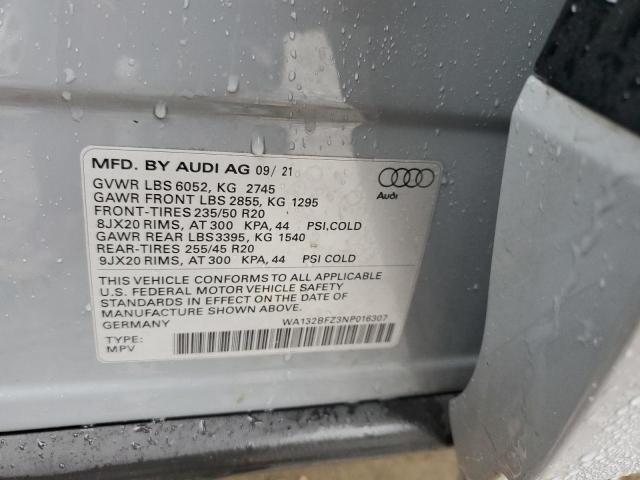 MFD. BY AUDI AG 09/ 21
GVWR LBS 6052, KG 2745
GAWR FRONT LBS 2855, KG 1295
FRONT-TIRES 235/50 R20
8JX20 RIMS, AT 300 KPA, 44 PSI,COLD
GAWR REAR LBS3395, KG 1540
REAR-TIRES 255/45 R20
9JX20 RIMS, AT 300 KPA, 44 PSI COLD
Audi
THIS VEHICLE CONFORMS TO ALL APPLICABLE
U.S. FEDERAL MOTOR VEHICLE SAFETY
STANDARDS IN EFFECT ON THE DATE OF
MANUFACTURE SHOWN ABOVE.
GERMANY
WA132BFZ3NP016307
TYPE:
MPV